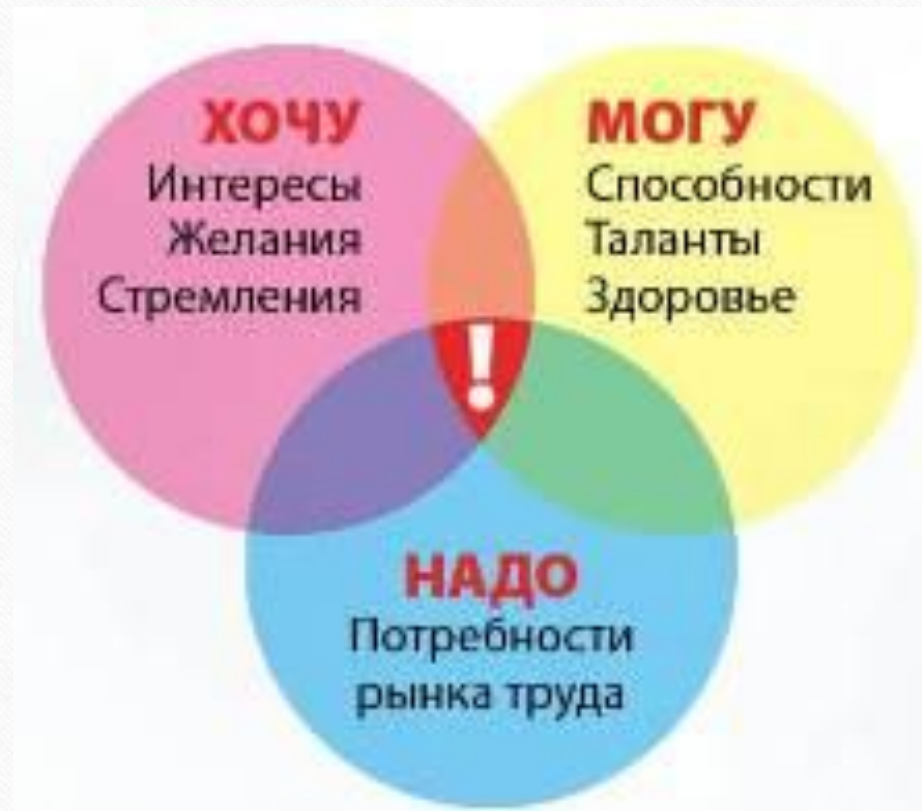 ХОЧУ
Интересы
Желания
Стремления
МОГУ
Способности
Таланты
Здоровье
!
НАДО
Потребности
рынка труда